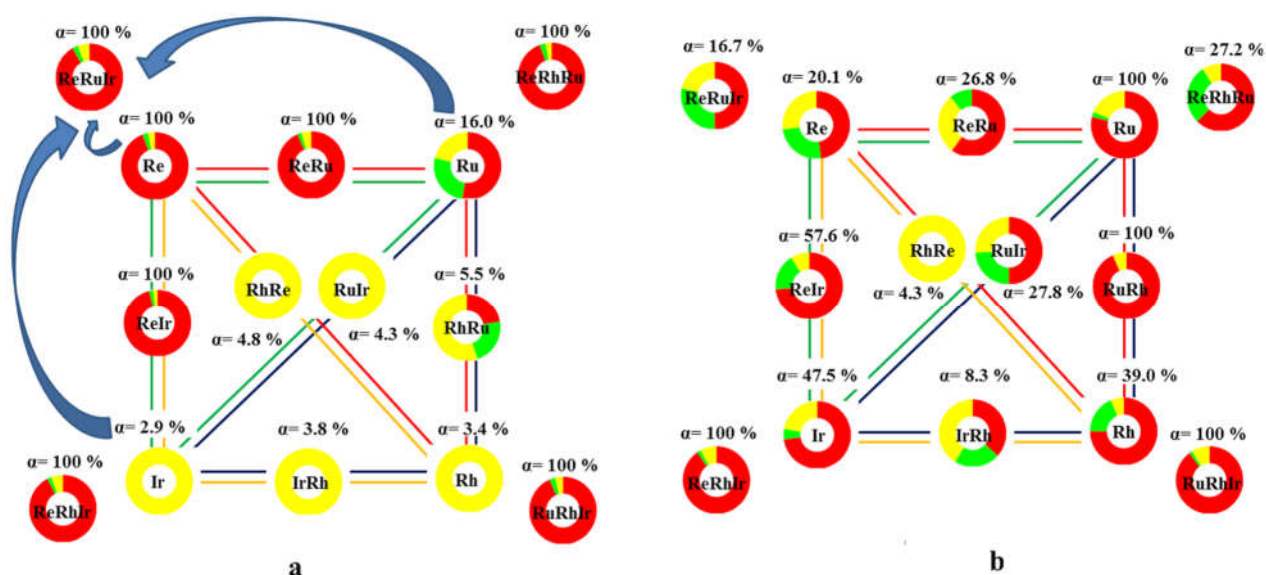 α= 100 %
ReRuIr
α= 100 %
ReRhRu
α= 100 %
Re
α= 100 %
ReRu
α= 16.0 %
Ru
α= 100 %
ReIr
RhRe
α= 4.8 %
RuIr
α= 4.3 %
α= 5.5 %
RhRu
α= 2.9 %
Ir
α= 3.8 %
IrRh
α= 3.4 %
Rh
α= 100 %
ReRhIr
α= 100 %
RuRhIr
a
α= 16.7 %
ReRuIr
α= 20.1 %
Re
α= 26.8 %
ReRu
α= 100 %
Ru
α= 27.2 %
ReRhRu
α= 57.6 %
ReIr
RhRe
α= 4.3 %
RuIr
α= 27.8 %
α= 100 %
RuRh
α= 47.5 %
Ir
α= 8.3 %
IrRh
α= 39.0 %
Rh
α= 100 %
ReRhIr
α= 100 %
RuRhIr
b